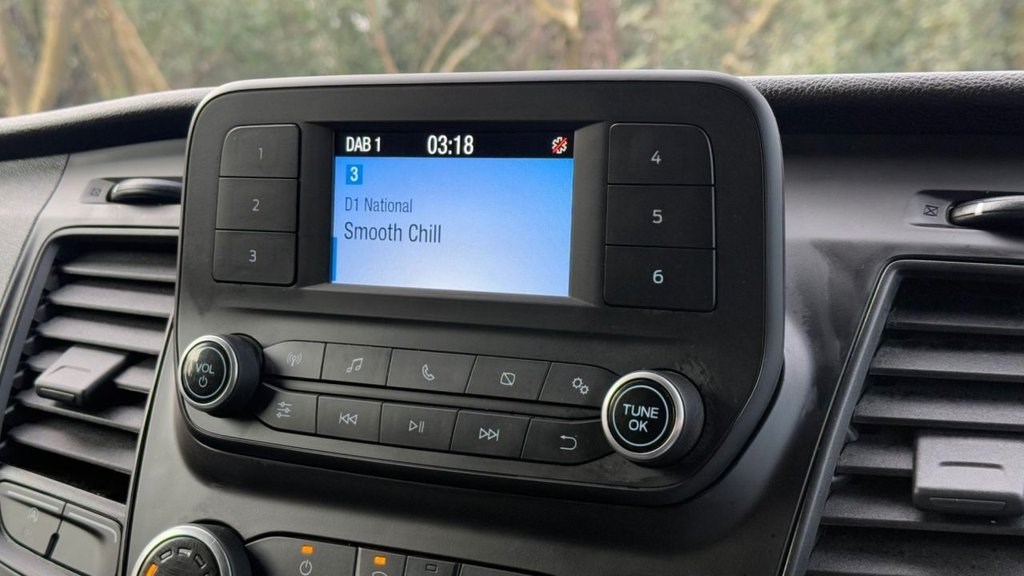 DAB 1 03:18
3
D1 National
Smooth Chill
1
2
3
4
5
6
VOL
TUNE
OK